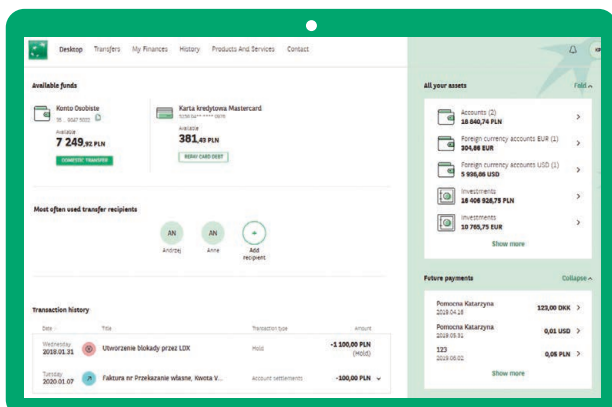 Desktop Transfers My Finances History Products And Services Contact
Available funds
Konto Osobiste
Available
7 249,92 PLN
DOMESTIC TRANSFER
Karta kredytowa Mastercard
Available
381,43 PLN
REPAY CARD DEBT
Most often used transfer recipients
AN
Andrzej
AN
Anne
+
Add
recipient
Transaction history
Date Title Transaction type Amount
Wednesday
2018.01.31
Utworzenie blokady przez LDX
Hold
-1 100,00 PLN
(Hold)
Tuesday
2020.01.07
Faktura nr Przekazanie własne, Kwota V...
Account settlements
-100,00 PLN
All your assets
Fold
Accounts (2)
18 840,74 PLN
Foreign currency accounts EUR (1)
304,86 EUR
Foreign currency accounts USD (1)
5 998,06 USD
Investments
16 406 926,75 PLN
Investments
10 765,75 EUR
Show more
Future payments
Collapse
Pomocna Katarzyna
2019.04.16
123,00 DKK
Pomocna Katarzyna
2019.05.31
0,01 USD
123
2019.06.02
0,05 PLN
Show more